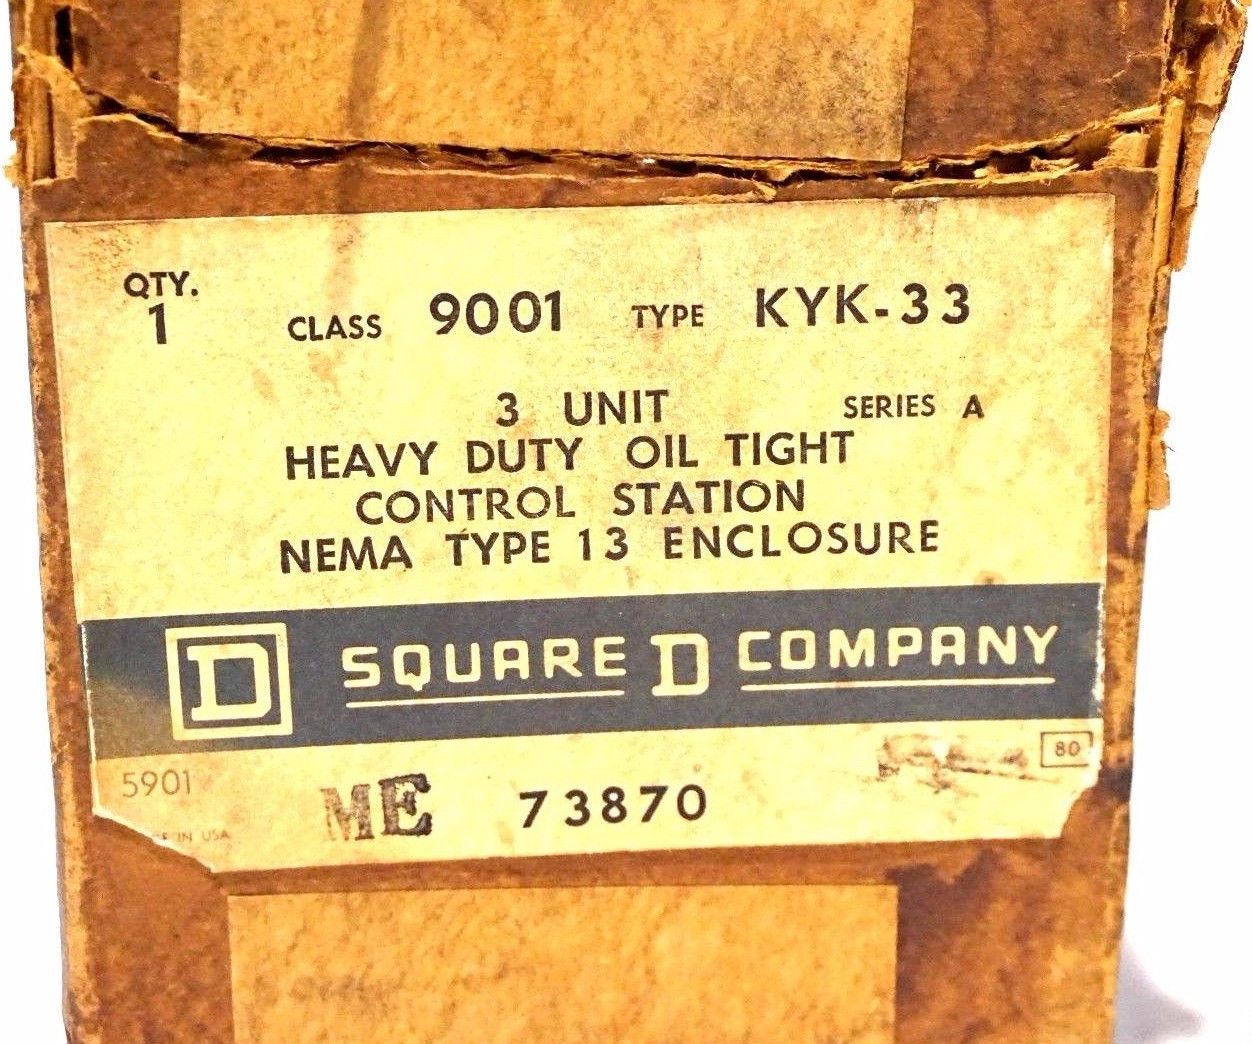 QTY.
1 CLASS 9001 TYPE KYK-33
3 UNIT SERIES A
HEAVY DUTY OIL TIGHT
CONTROL STATION
NEMA TYPE 13 ENCLOSURE
D SQUARE D COMPANY
80
5901 ME 73870
IN USA